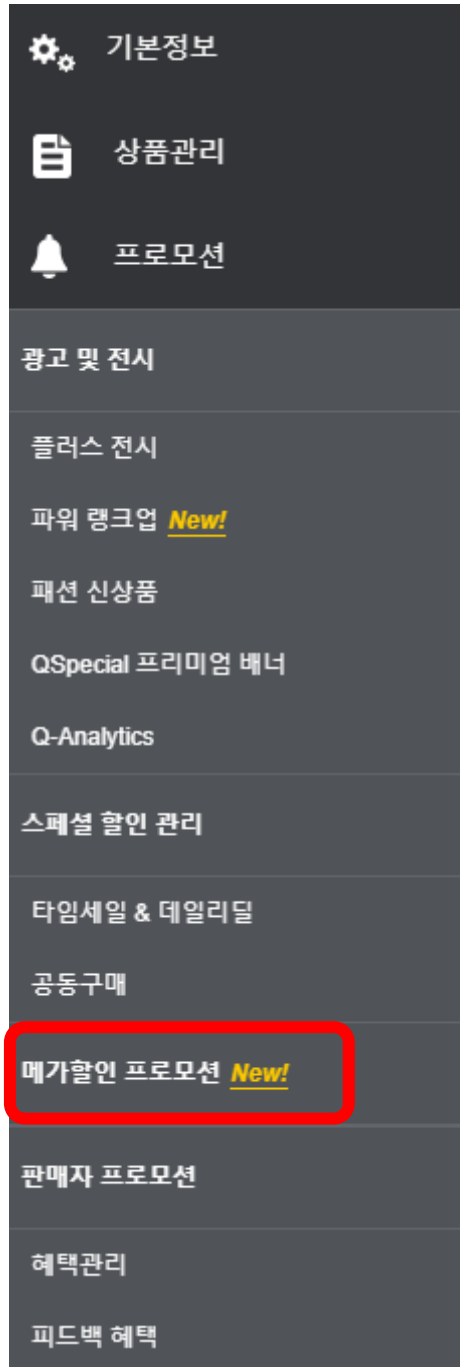 기본정보
상품관리
프로모션
광고 및 전시
플러스 전시
파워 랭크업 New!
패션 신상품
QSpecial 프리미엄 배너
Q-Analytics
스페셜 할인 관리
타임세일 & 데일리딜
공동구매
메가할인 프로모션 New!
판매자 프로모션
혜택관리
피드백 혜택